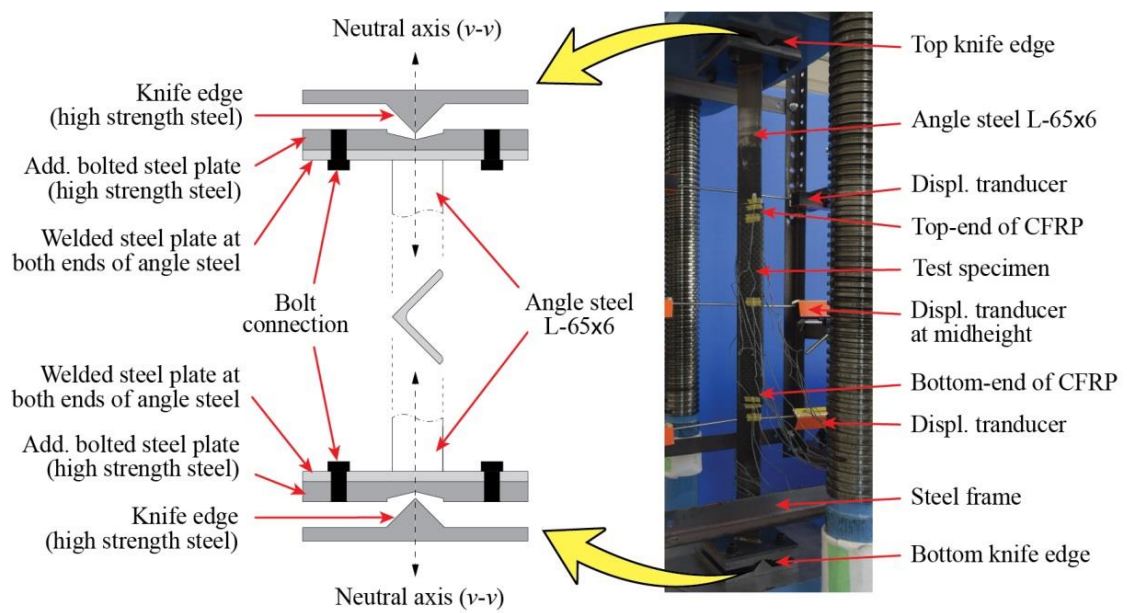 Neutral axis (v-v)
Knife edge
(high strength steel)
Add. bolted steel plate
(high strength steel)
Welded steel plate at
both ends of angle steel
Bolt
connection
Angle steel
L-65x6
Welded steel plate at
both ends of angle steel
Add. bolted steel plate
(high strength steel)
Knife edge
(high strength steel)
Neutral axis (v-v)
Top knife edge
Angle steel L-65x6
Displ. tranducer
Top-end of CFRP
Test specimen
Displ. tranducer
at midheight
Bottom-end of CFRP
Displ. tranducer
Steel frame
Bottom knife edge